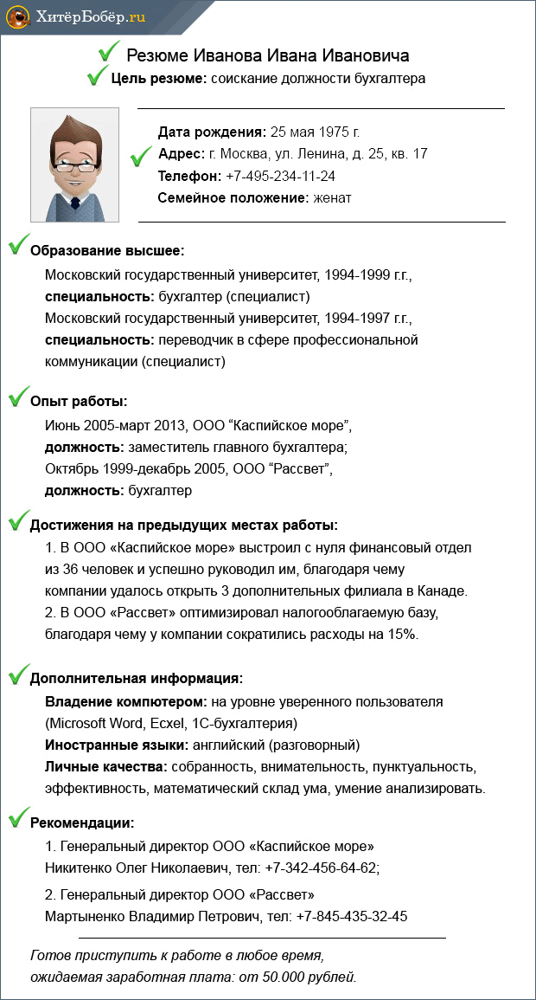 ХитёрБобёр.ru
Резюме Иванова Ивана Ивановича
Цель резюме: соискание должности бухгалтера
Дата рождения: 25 мая 1975 г.
Адрес: г. Москва, ул. Ленина, д. 25, кв. 17
Телефон: +7-495-234-11-24
Семейное положение: женат
Образование высшее:
Московский государственный университет, 1994-1999 г.г.,
специальность: бухгалтер (специалист)
Московский государственный университет, 1994-1997 г.г.,
специальность: переводчик в сфере профессиональной
коммуникации (специалист)
Опыт работы:
Июнь 2005-март 2013, ООО “Каспийское море”,
должность: заместитель главного бухгалтера;
Октябрь 1999-декабрь 2005, ООО “Рассвет”,
должность: бухгалтер
Достижения на предыдущих местах работы:
1. В ООО «Каспийское море» выстроил с нуля финансовый отдел
из 36 человек и успешно руководил им, благодаря чему
компании удалось открыть 3 дополнительных филиала в Канаде.
2. В ООО «Рассвет» оптимизировал налогооблагаемую базу,
благодаря чему у компании сократились расходы на 15%.
Дополнительная информация:
Владение компютером: на уровне уверенного пользователя
(Microsoft Word, Ecxel, 1С-бухгалтерия)
Иностранные языки: английский (разговорный)
Личные качества: собранность, внимательность, пунктуальность,
эффективность, математический склад ума, умение анализировать.
Рекомендации:
1. Генеральный директор ООО «Каспийское море»
Никитенко Олег Николаевич, тел: +7-342-456-64-62;
2. Генеральный директор ООО «Рассвет»
Мартыненко Владимир Петрович, тел: +7-845-435-32-45
Готов приступить к работе в любое время,
ожидаемая заработная плата: от 50.000 рублей.